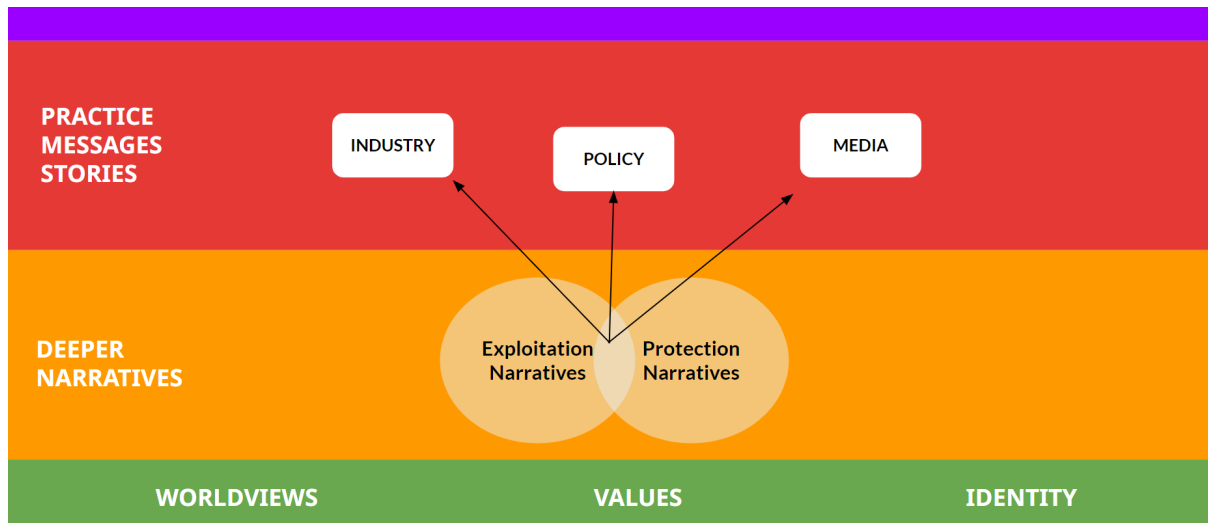 PRACTICE
MESSAGES
STORIES
INDUSTRY
POLICY
MEDIA
DEEPER
NARRATIVES
Exploitation
Narratives
Protection
Narratives
WORLDVIEWS
VALUES
IDENTITY